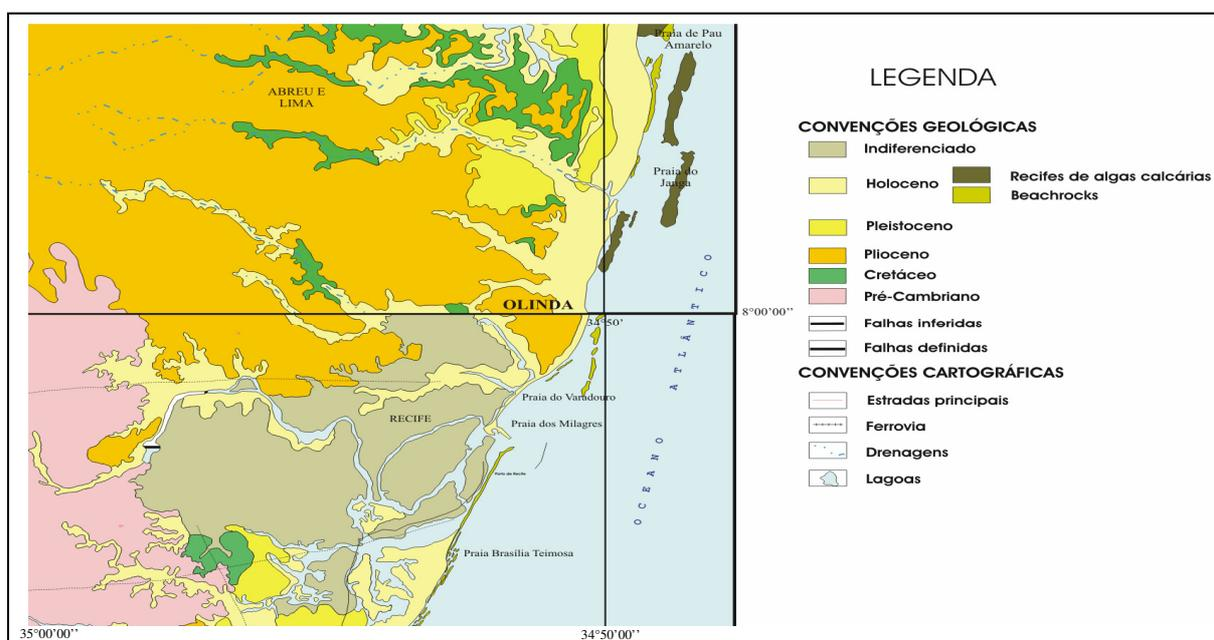 Praia de Pau
Amarelo
ABREU E
LIMA
Praia do
Janga
OLINDA
34°50'
8°00'00''
OCEANO ATLÂNTICO
Praia do Varadouro
RECIFE
Praia dos Milagres
Porto do Recife
Praia Brasília Teimosa
35°00'00''
34°50'00''
LEGENDA
CONVENÇÕES GEOLÓGICAS
Indiferenciado
Holoceno
Recifes de algas calcárias
Beachrocks
Pleistoceno
Plioceno
Cretáceo
Pré-Cambriano
Falhas inferidas
Falhas definidas
CONVENÇÕES CARTOGRÁFICAS
Estradas principais
Ferrovia
Drenagens
Lagoas